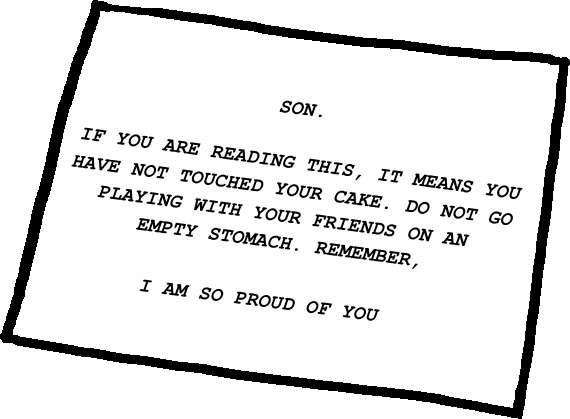 SON.
IF YOU ARE READING THIS, IT MEANS YOU
HAVE NOT TOUCHED YOUR CAKE. DO NOT GO
PLAYING WITH YOUR FRIENDS ON AN
EMPTY STOMACH. REMEMBER,
I AM SO PROUD OF YOU